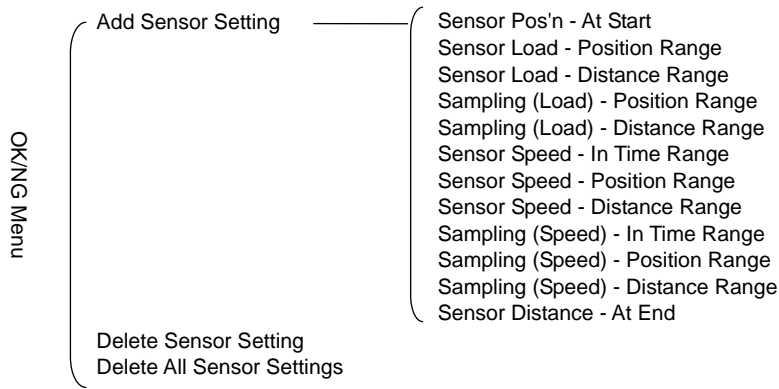 OK/NG Menu
Add Sensor Setting
Sensor Pos'n - At Start
Sensor Load - Position Range
Sensor Load - Distance Range
Sampling (Load) - Position Range
Sampling (Load) - Distance Range
Sensor Speed - In Time Range
Sensor Speed - Position Range
Sensor Speed - Distance Range
Sampling (Speed) - In Time Range
Sampling (Speed) - Position Range
Sampling (Speed) - Distance Range
Sensor Distance - At End
Delete Sensor Setting
Delete All Sensor Settings